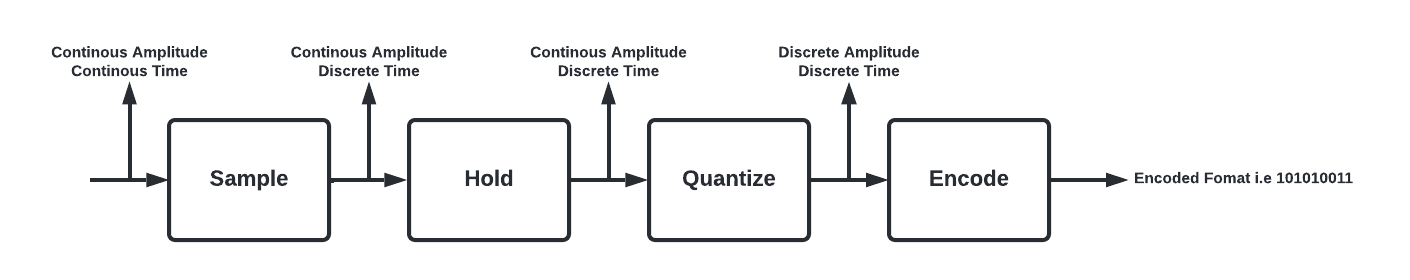 Continous Amplitude
Continous Time
Continous Amplitude
Discrete Time
Continous Amplitude
Discrete Time
Discrete Amplitude
Discrete Time
Sample
Hold
Quantize
Encode
Encoded Fomat i.e 101010011